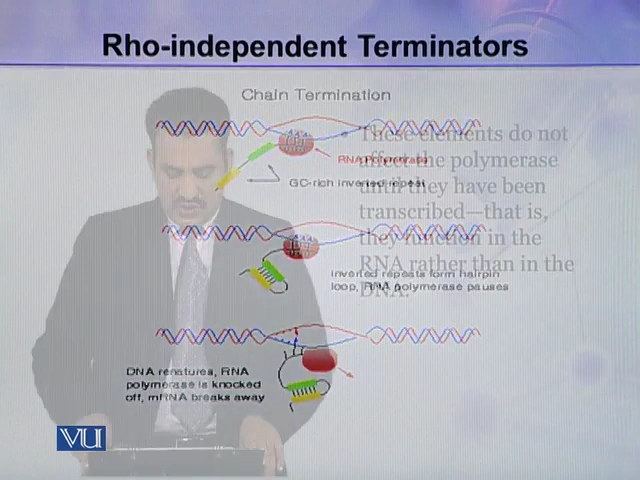 Rho-independent Terminators
Chain Termination
These elements do not
affect the polymerase
until they have been
transcribed—that is,
they function in the
RNA rather than in the
DNA.
RNA Polymerase
GC-rich inverted repeat
Inverted repeats form hairpin
loop, RNA polymerase pauses
DNA renatures, RNA
polymerase is knocked
off, mRNA breaks away
VU